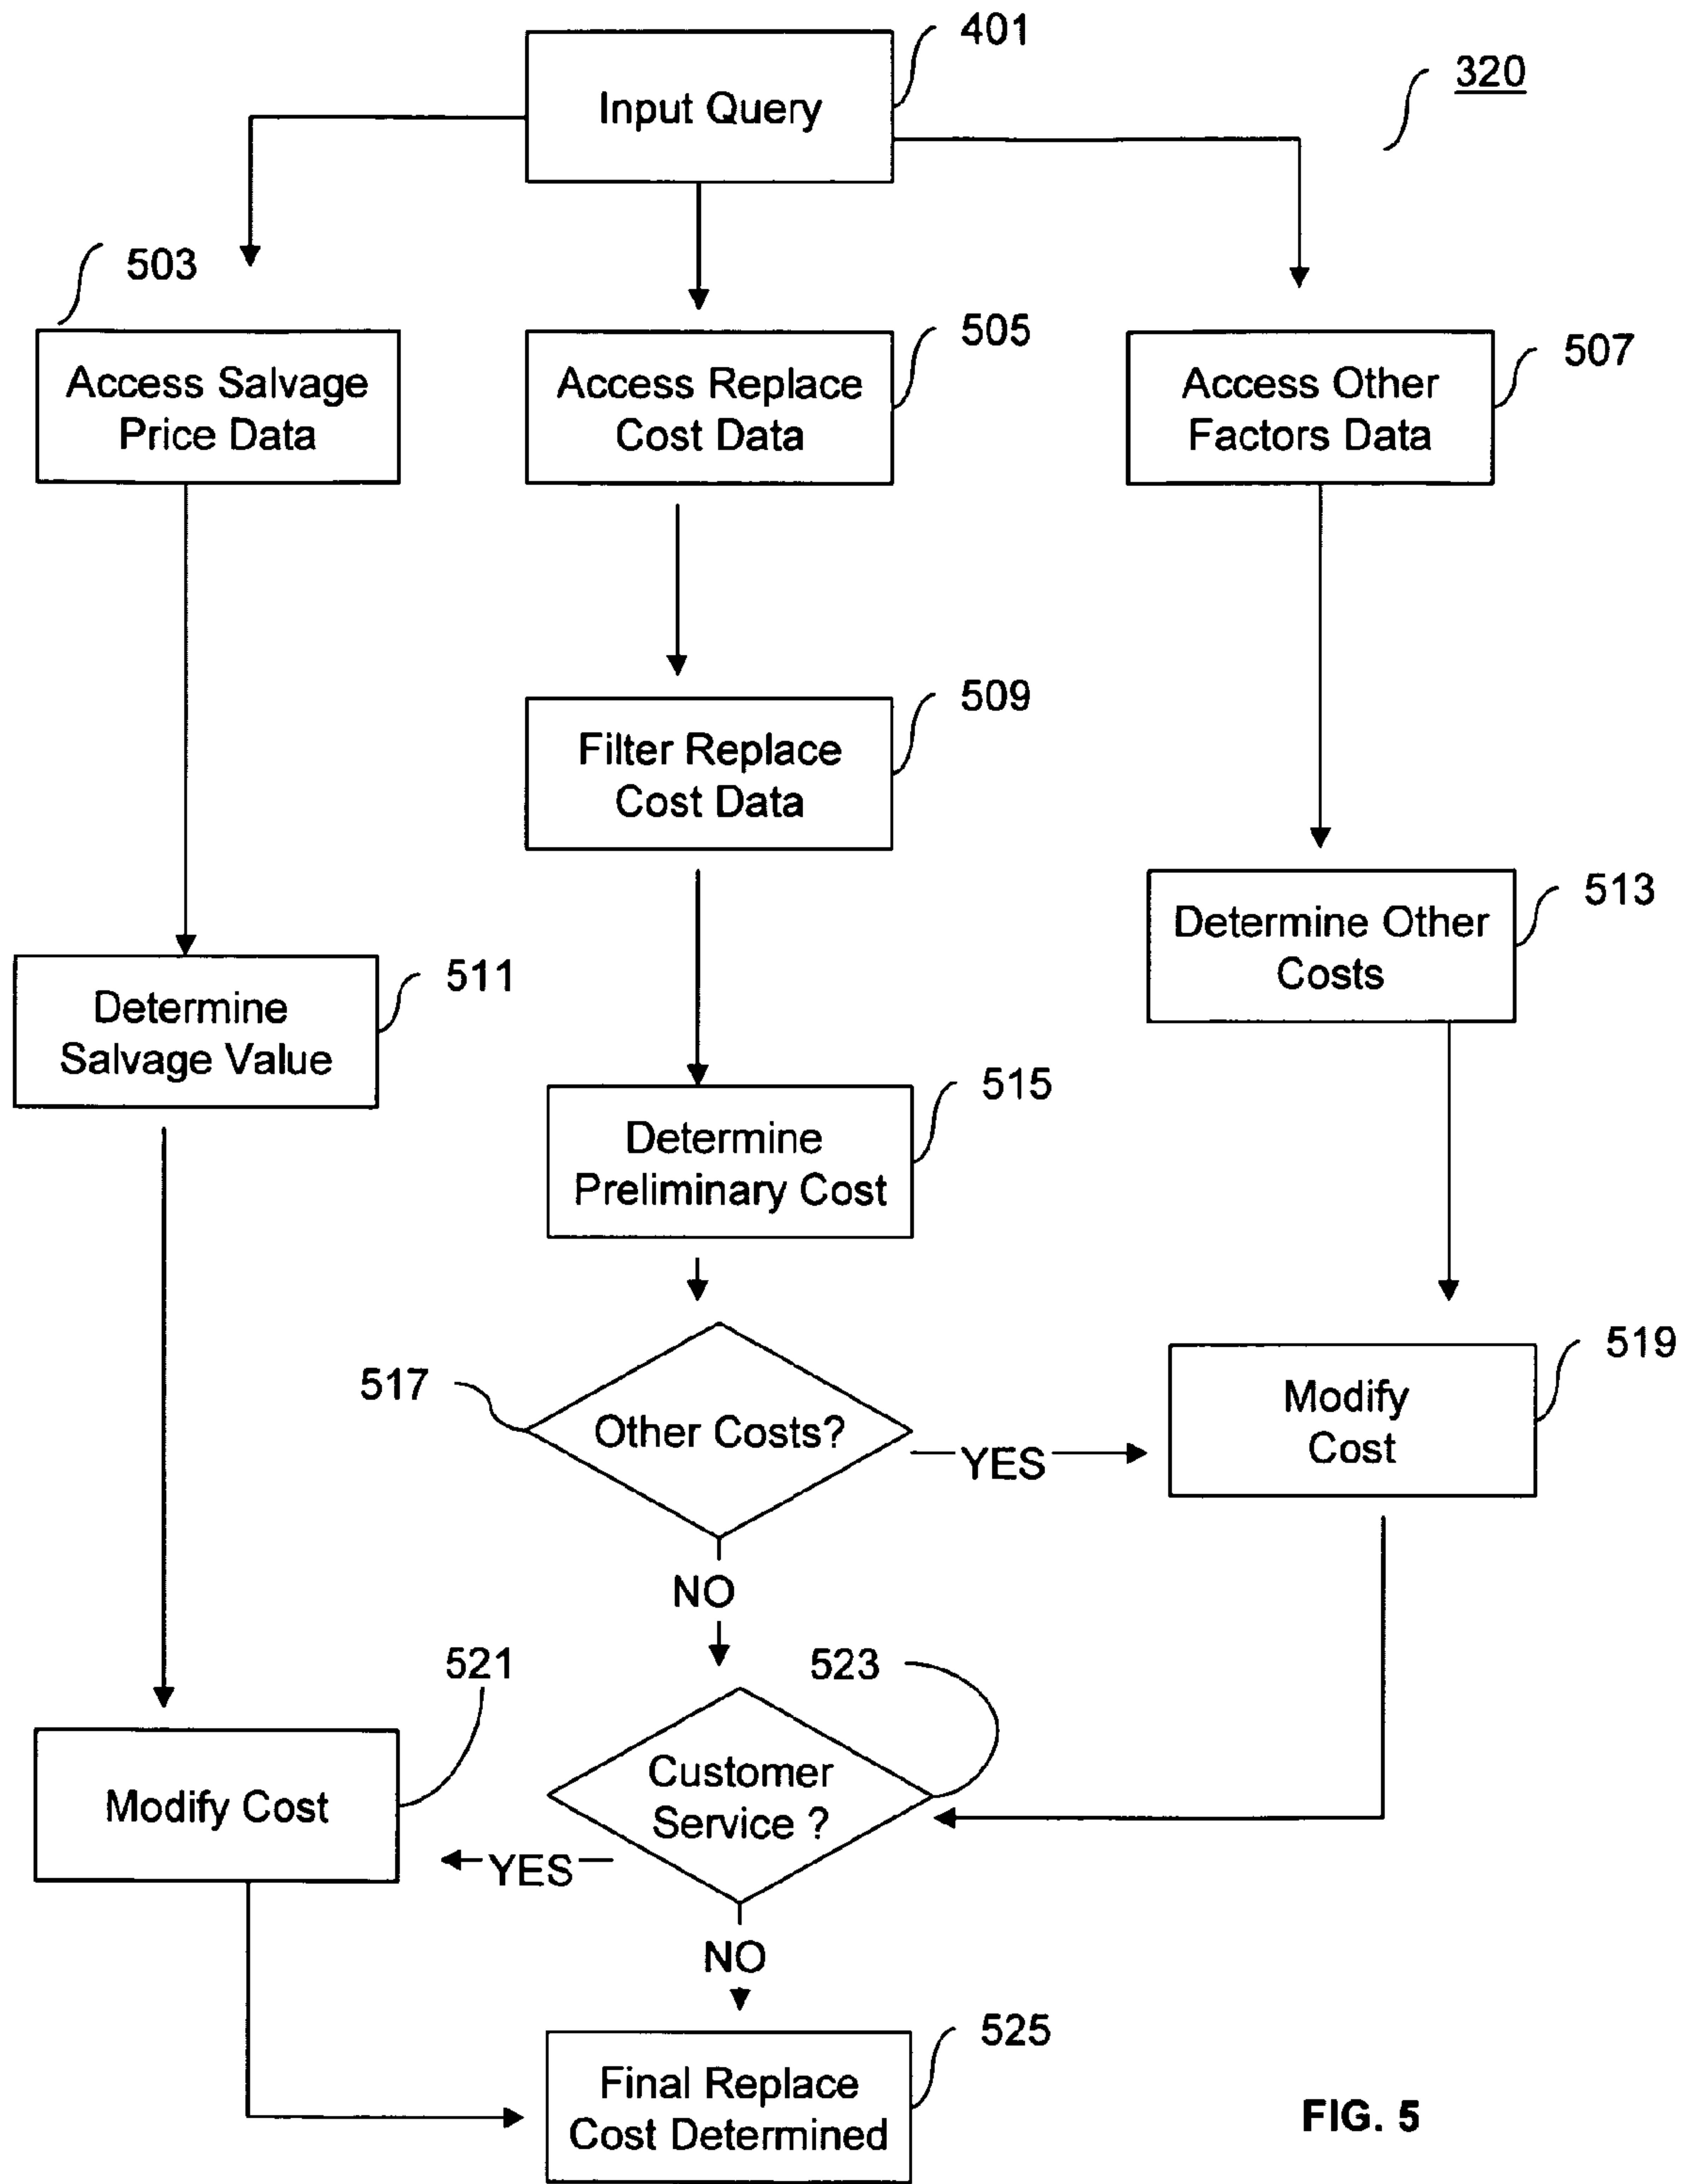 401
320
Input Query
503
505
507
Access Salvage
Price Data
Access Replace
Cost Data
Access Other
Factors Data
509
Filter Replace
Cost Data
513
Determine Other
Costs
511
Determine
Salvage Value
515
Determine
Preliminary Cost
517
Other Costs?
YES
519
Modify
Cost
NO
521
523
Modify Cost
Customer
Service ?
YES
NO
525
Final Replace
Cost Determined
FIG. 5